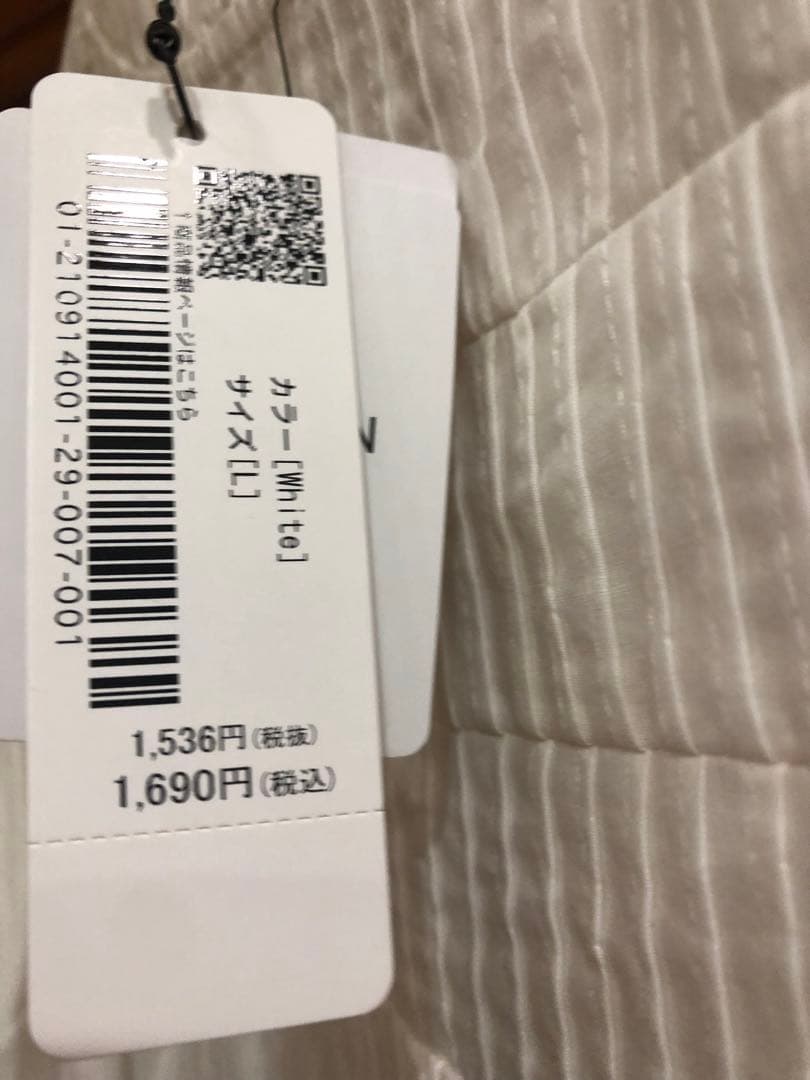 ↑商品情報ページはこちら
01-210914001-29-007-001
カラー[White]
サイズ[L]
1,536円(税抜)
1,690円(税込)